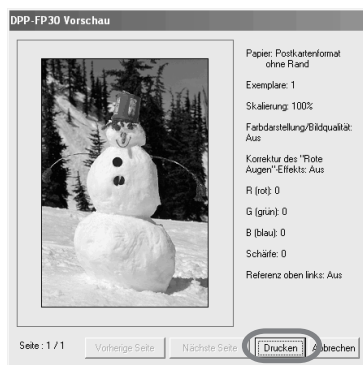 DPP-FP30 Vorschau
Papier: Postkartenformat
ohne Rand
Exemplare: 1
Skalierung: 100%
Farbdarstellung/Bildqualität:
Aus
Korrektur des "Rote
Augen"-Effekts: Aus
R (rot): 0
G (grün): 0
B (blau): 0
Schärfe: 0
Referenz oben links: Aus
Seite : 1 / 1 Vorherige Seite Nächste Seite Drucken Abbrechen